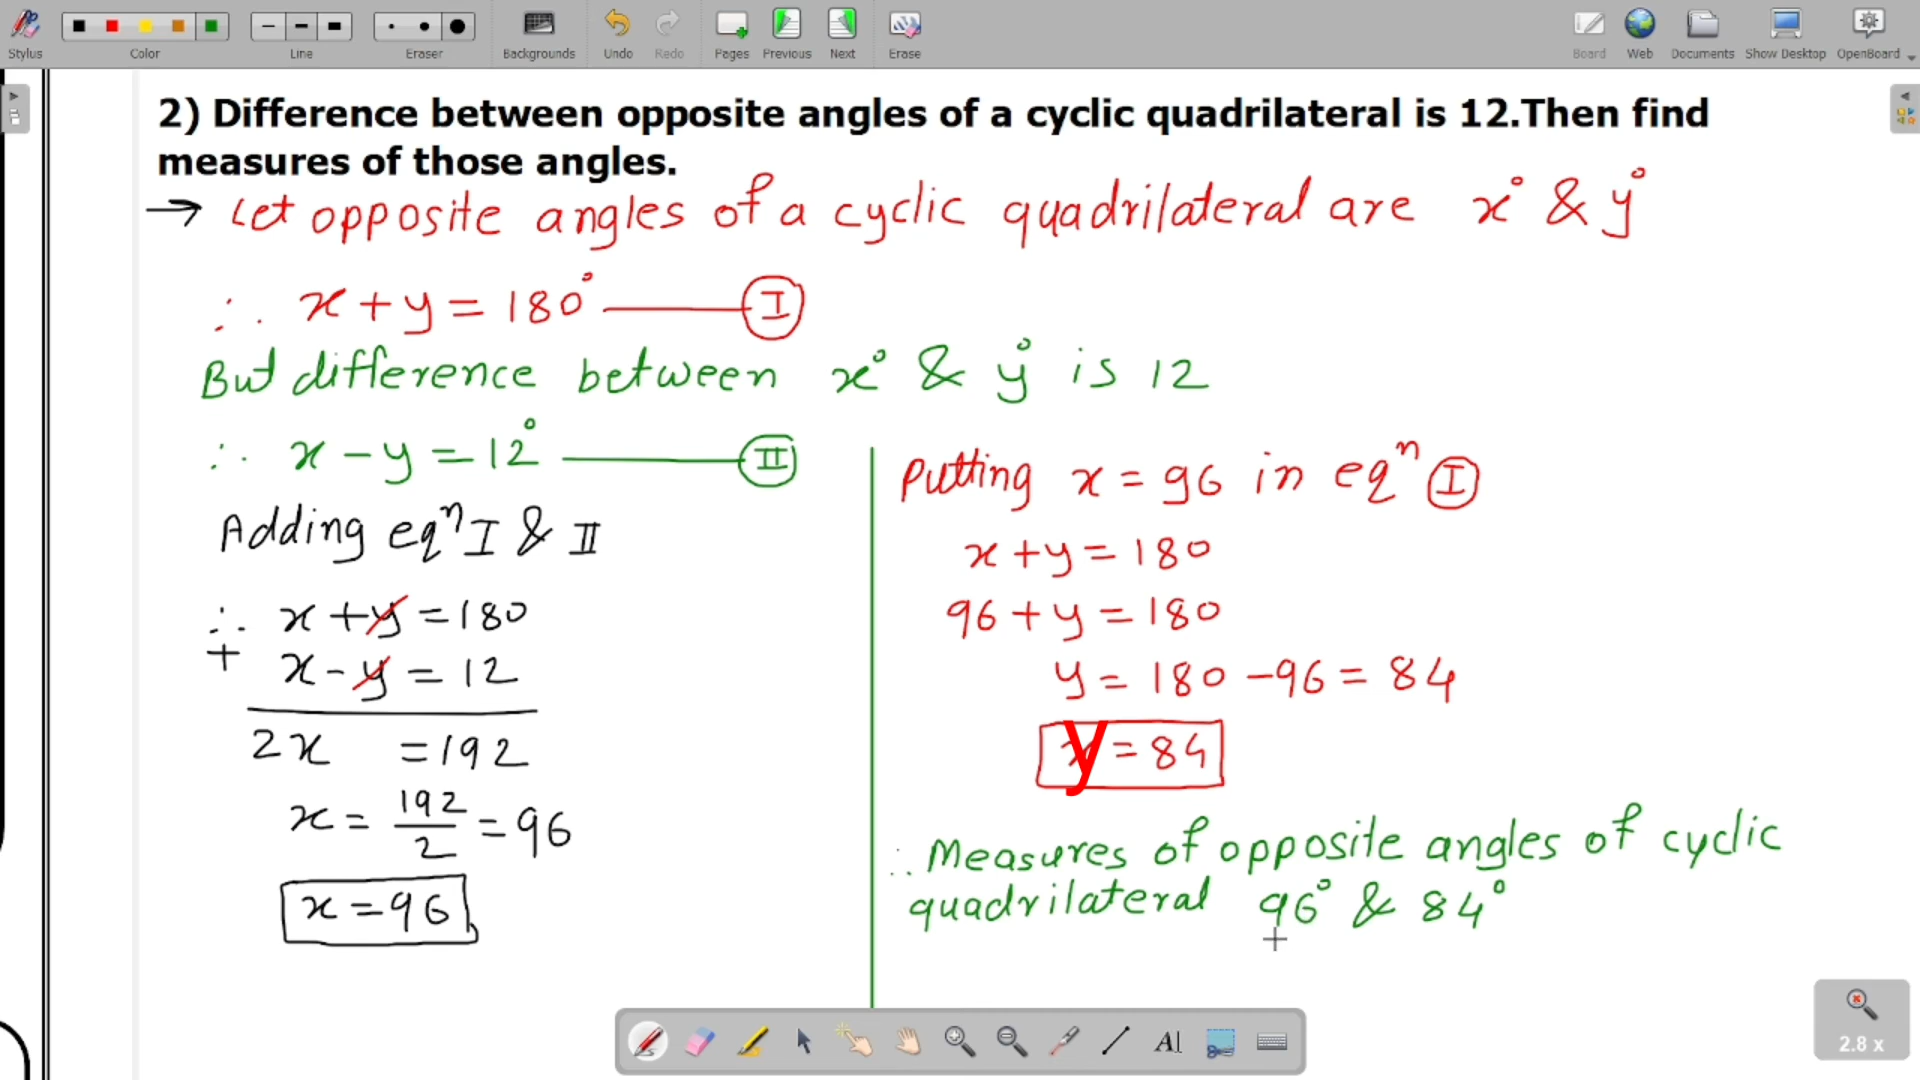 Stylus Color Line Eraser Backgrounds Undo Redo Pages Previous Next Erase Board Web Documents Show Desktop OpenBoard
2) Difference between opposite angles of a cyclic quadrilateral is 12.Then find
measures of those angles.
→ Let opposite angles of a cyclic quadrilateral are x° & y°
∴ x + y = 180° —— I
But difference between x° & y° is 12
∴ x - y = 12° —— II
Adding eqⁿ I & II
∴ x + y = 180
+ x - y = 12
2x = 192
x = 192/2 = 96
x = 96
Putting x = 96 in eqⁿ I
x + y = 180
96 + y = 180
y = 180 - 96 = 84
y = 84
∴ Measures of opposite angles of cyclic
quadrilateral 96° & 84°
AI
2.8 x